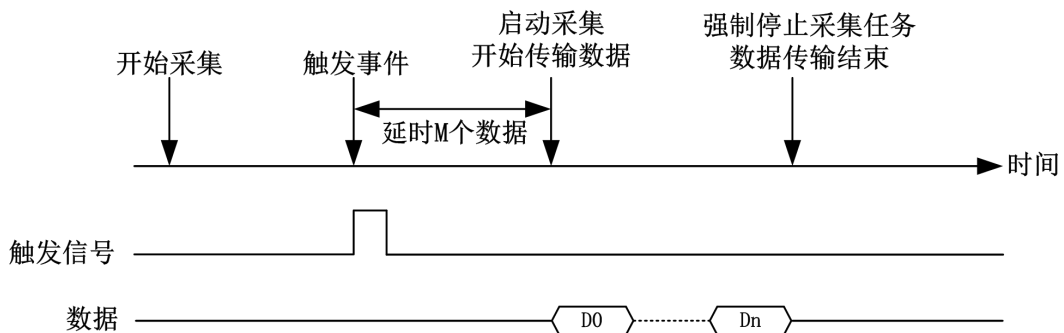 开始采集
触发事件
启动采集
开始传输数据
强制停止采集任务
数据传输结束
延时M个数据
时间
触发信号
数据
D0
Dn